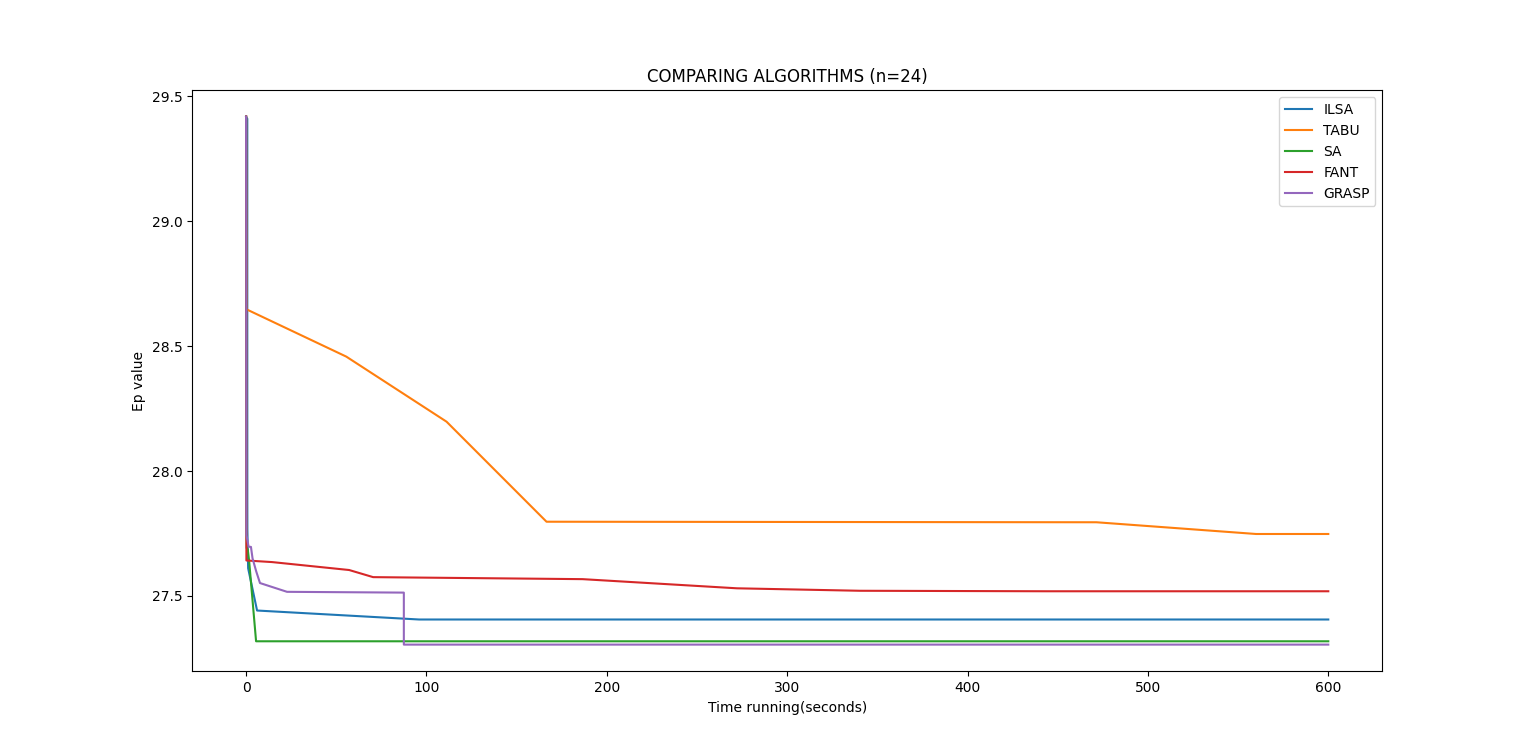 COMPARING ALGORITHMS (n=24)
29.5
29.0
28.5
28.0
27.5
Ep value
ILSA
TABU
SA
FANT
GRASP
0 100 200 300 400 500 600
Time running(seconds)